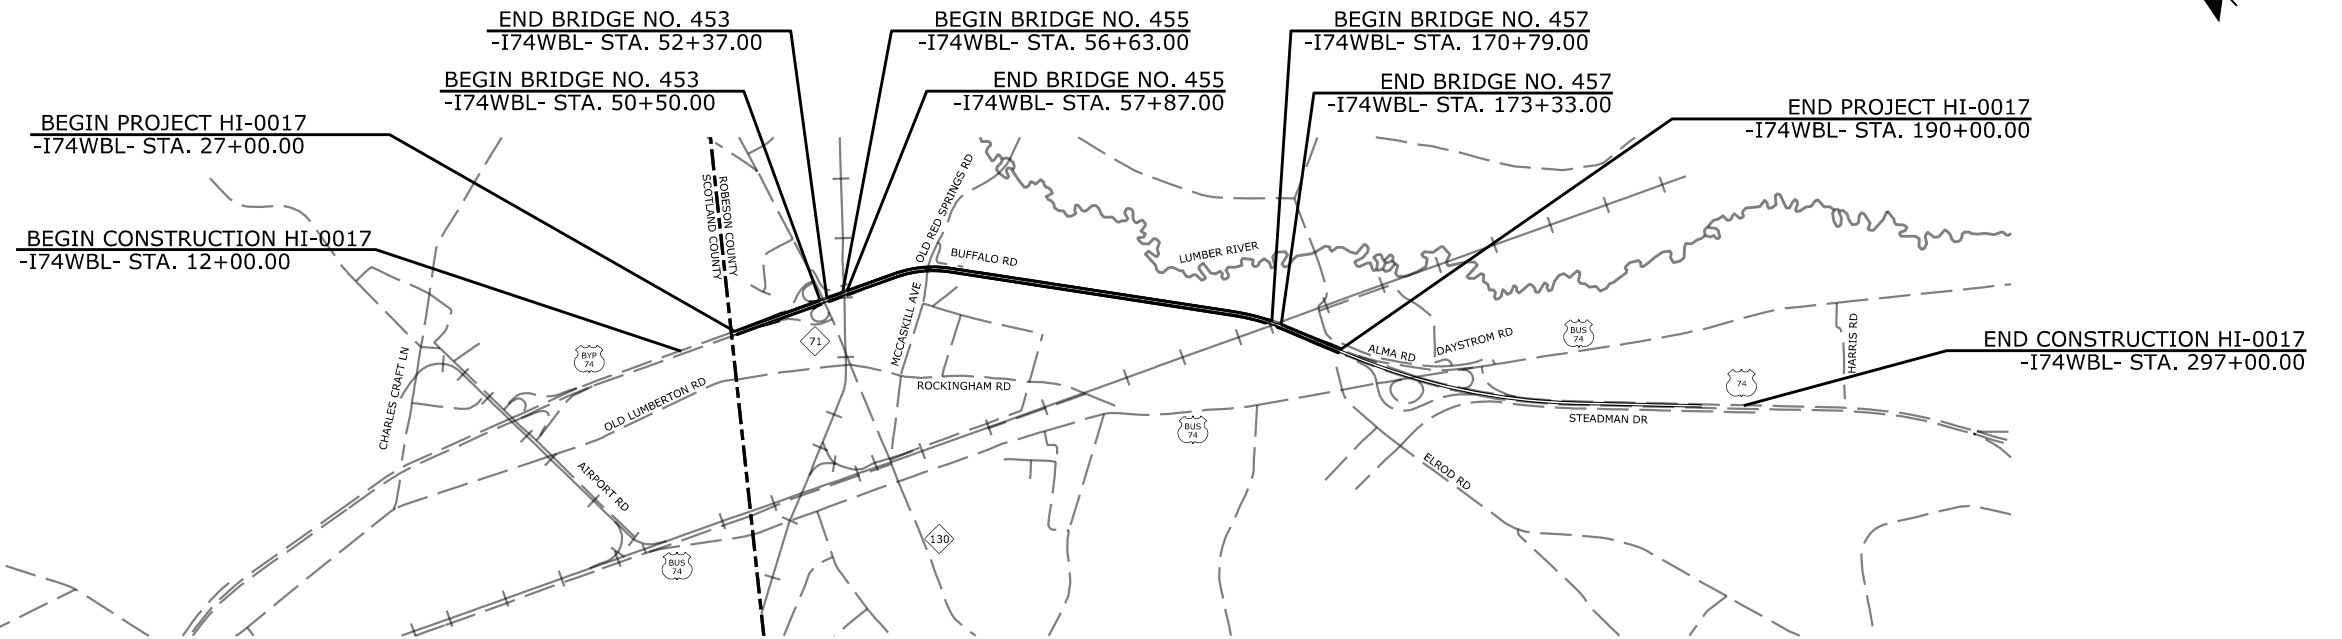 END BRIDGE NO. 453
-I74WBL- STA. 52+37.00
BEGIN BRIDGE NO. 455
-I74WBL- STA. 56+63.00
BEGIN BRIDGE NO. 457
-I74WBL- STA. 170+79.00
BEGIN BRIDGE NO. 453
-I74WBL- STA. 50+50.00
END BRIDGE NO. 455
-I74WBL- STA. 57+87.00
END BRIDGE NO. 457
-I74WBL- STA. 173+33.00
END PROJECT HI-0017
-I74WBL- STA. 190+00.00
BEGIN PROJECT HI-0017
-I74WBL- STA. 27+00.00
BEGIN CONSTRUCTION HI-0017
-I74WBL- STA. 12+00.00
ROBESON COUNTY
SCOTLAND COUNTY
OLD RED SPRINGS RD
BUFFALO RD
LUMBER RIVER
MCCASKILL AVE
71
BYP
74
CHARLES CRAFT LN
OLD LUMBERTON RD
ROCKINGHAM RD
ALMA RD
DAYSTROM RD
BUS
74
HARRIS RD
END CONSTRUCTION HI-0017
-I74WBL- STA. 297+00.00
74
STEADMAN DR
BUS
74
AIRPORT RD
ELROD RD
130
BUS
74